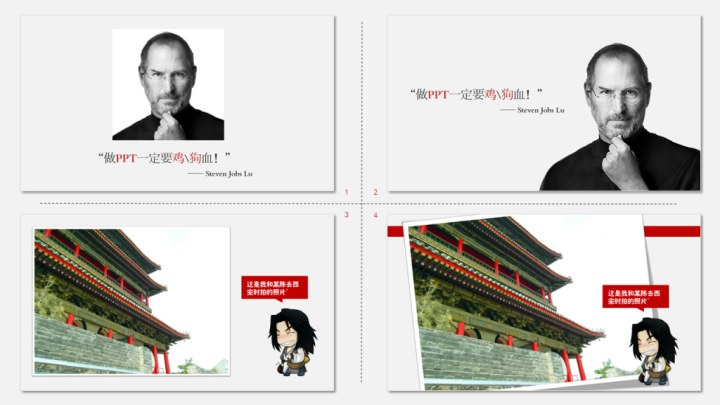 “做PPT一定要鸡\狗血！”
—— Steven Jobs Lu
“做PPT一定要鸡\狗血！”
—— Steven Jobs Lu
1
2
3
4
这是我和某陈去西
安时拍的照片~
这是我和某陈去西
安时拍的照片~